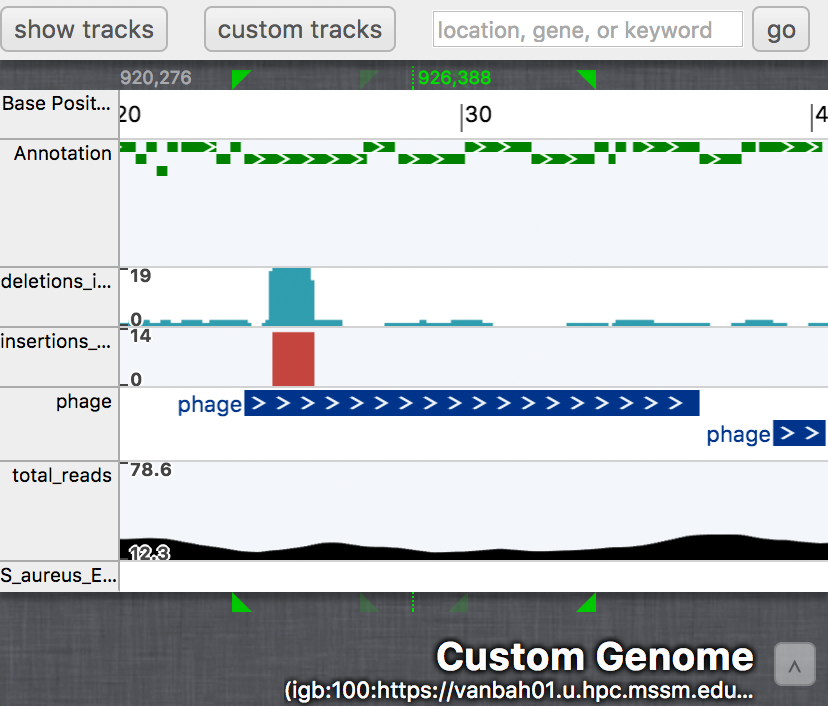 show tracks custom tracks location, gene, or keyword go
920,276 926,388
Base Posit... 20 30 4
Annotation
deletions_i... 19
0
insertions_... 14
0
phage phage
phage
total_reads 78.6
12.3
S_aureus_E...
Custom Genome
(igb:100:https://vanbah01.u.hpc.mssm.edu...